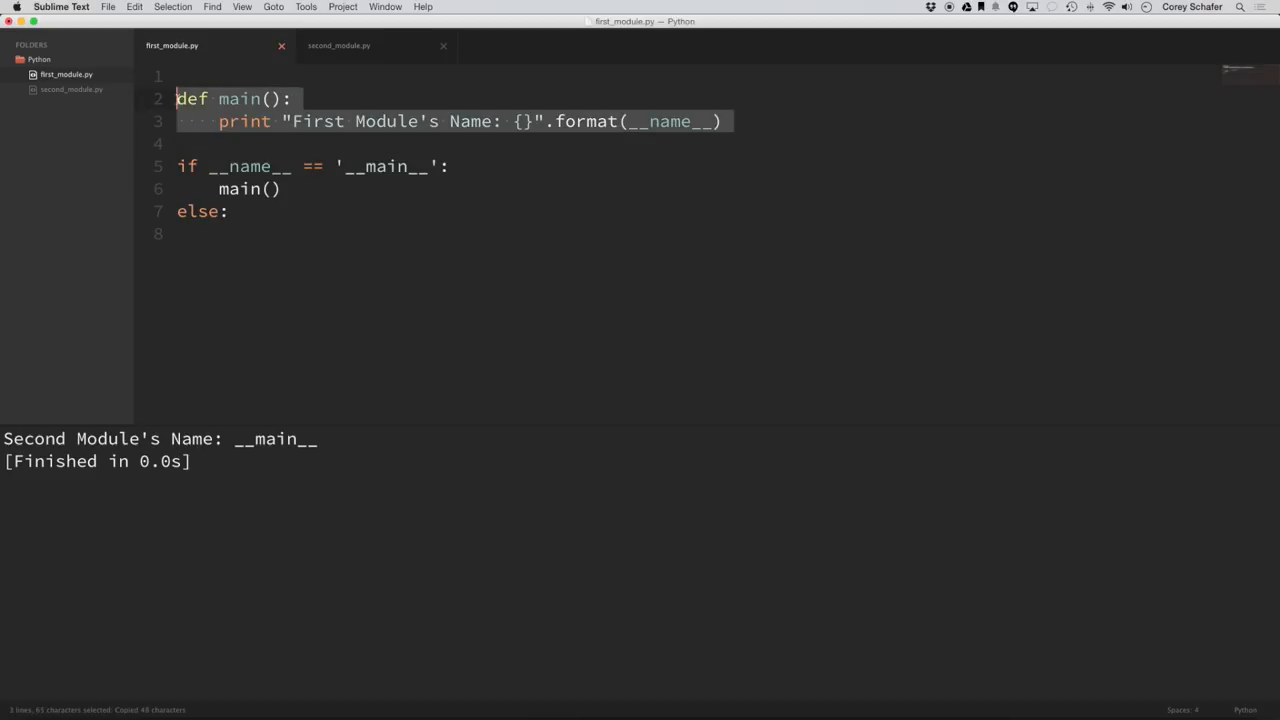 Sublime Text File Edit Selection Find View Goto Tools Project Window Help Corey Schafer
first_module.py — Python
FOLDERS
Python
first_module.py
second_module.py
first_module.py second_module.py
1
2 def main():
3 print "First Module's Name: {}".format(__name__)
4
5 if __name__ == '__main__':
6 main()
7 else:
8
Second Module's Name: __main__
[Finished in 0.0s]
3 lines, 65 characters selected: Copied 48 characters Spaces: 4 Python